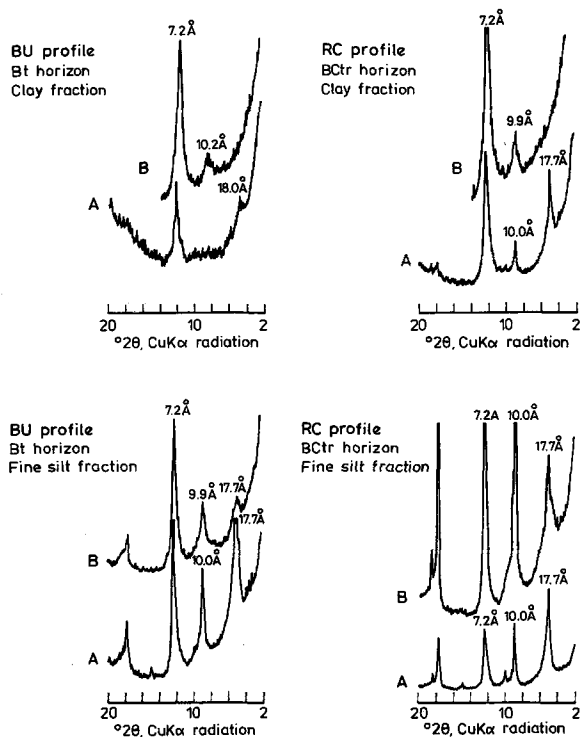 BU profile
Bt horizon
Clay fraction
7.2Å
10.2Å
B
18.0Å
A
20 10 2
°2θ, CuKα radiation
RC profile
BCtr horizon
Clay fraction
7.2Å
9.9Å
B
17.7Å
10.0Å
A
20 10 2
°2θ, CuKα radiation
BU profile
Bt horizon
Fine silt fraction
7.2Å
9.9Å 17.7Å
17.7Å
B
10.0Å
A
20 10 2
°2θ, CuKα radiation
RC profile
BCtr horizon
Fine silt fraction
7.2A 10.0Å
17.7Å
B
17.7Å
7.2Å 10.0Å
A
20 10 2
°2θ, CuKα radiation